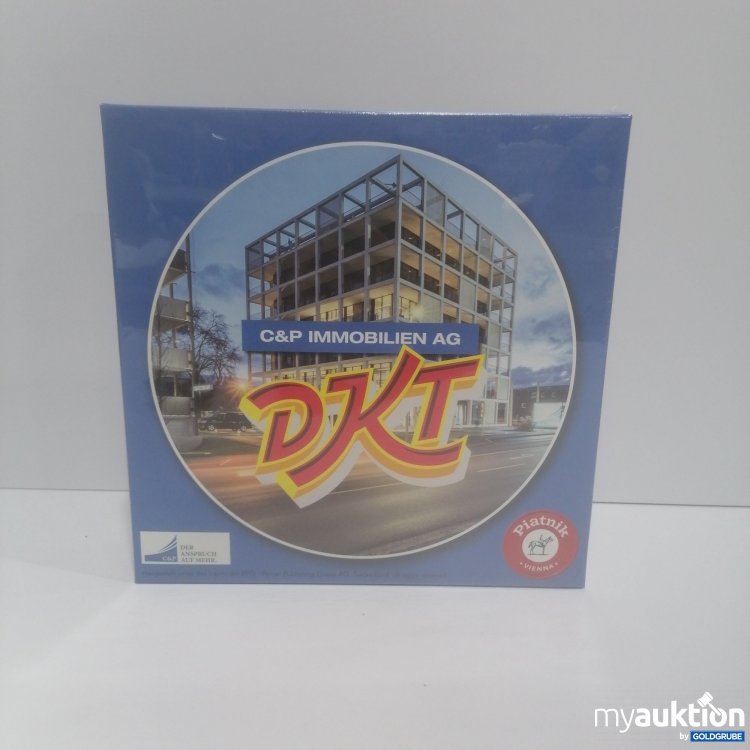 C&P IMMOBILIEN AG
DKT
Piatnik
VIENNA
C&P
DER
ANSPRUCH
AUF MEHR.
myauktion
by GOLDGRUBE